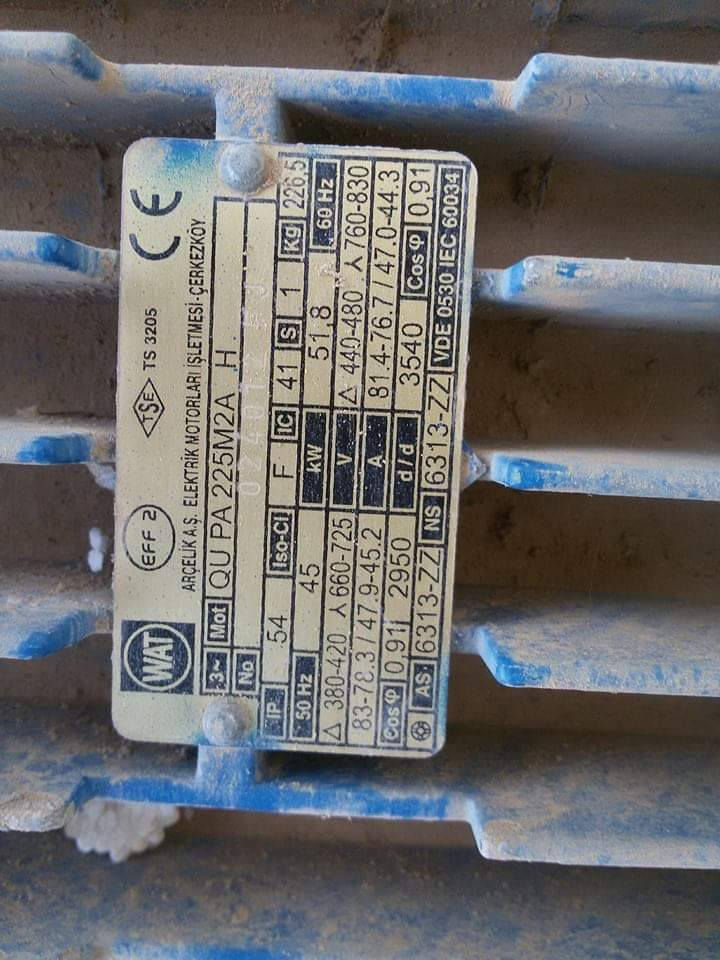 WAT EFF 2 TSE TS 3205 CE
ARÇELİK A.Ş. ELEKTRİK MOTORLARI İŞLETMESİ-ÇERKEZKÖY
3~ Mot QU PA 225M2A H
No
IP 54 Iso-Cl F IC 41 S 1 Kg 226,5
50 Hz 45 kW 51,8 60 Hz
△ 380-420 ⅄ 660-725 V △ 440-480 ⅄ 760-830
83-78.3 / 47.9-45.2 A 81.4-76.7 / 47.0-44.3
Cos φ 0,91 2950 d/d 3540 Cos φ 0,91
AS 6313-ZZ NS 6313-ZZ VDE 0530 IEC 60034